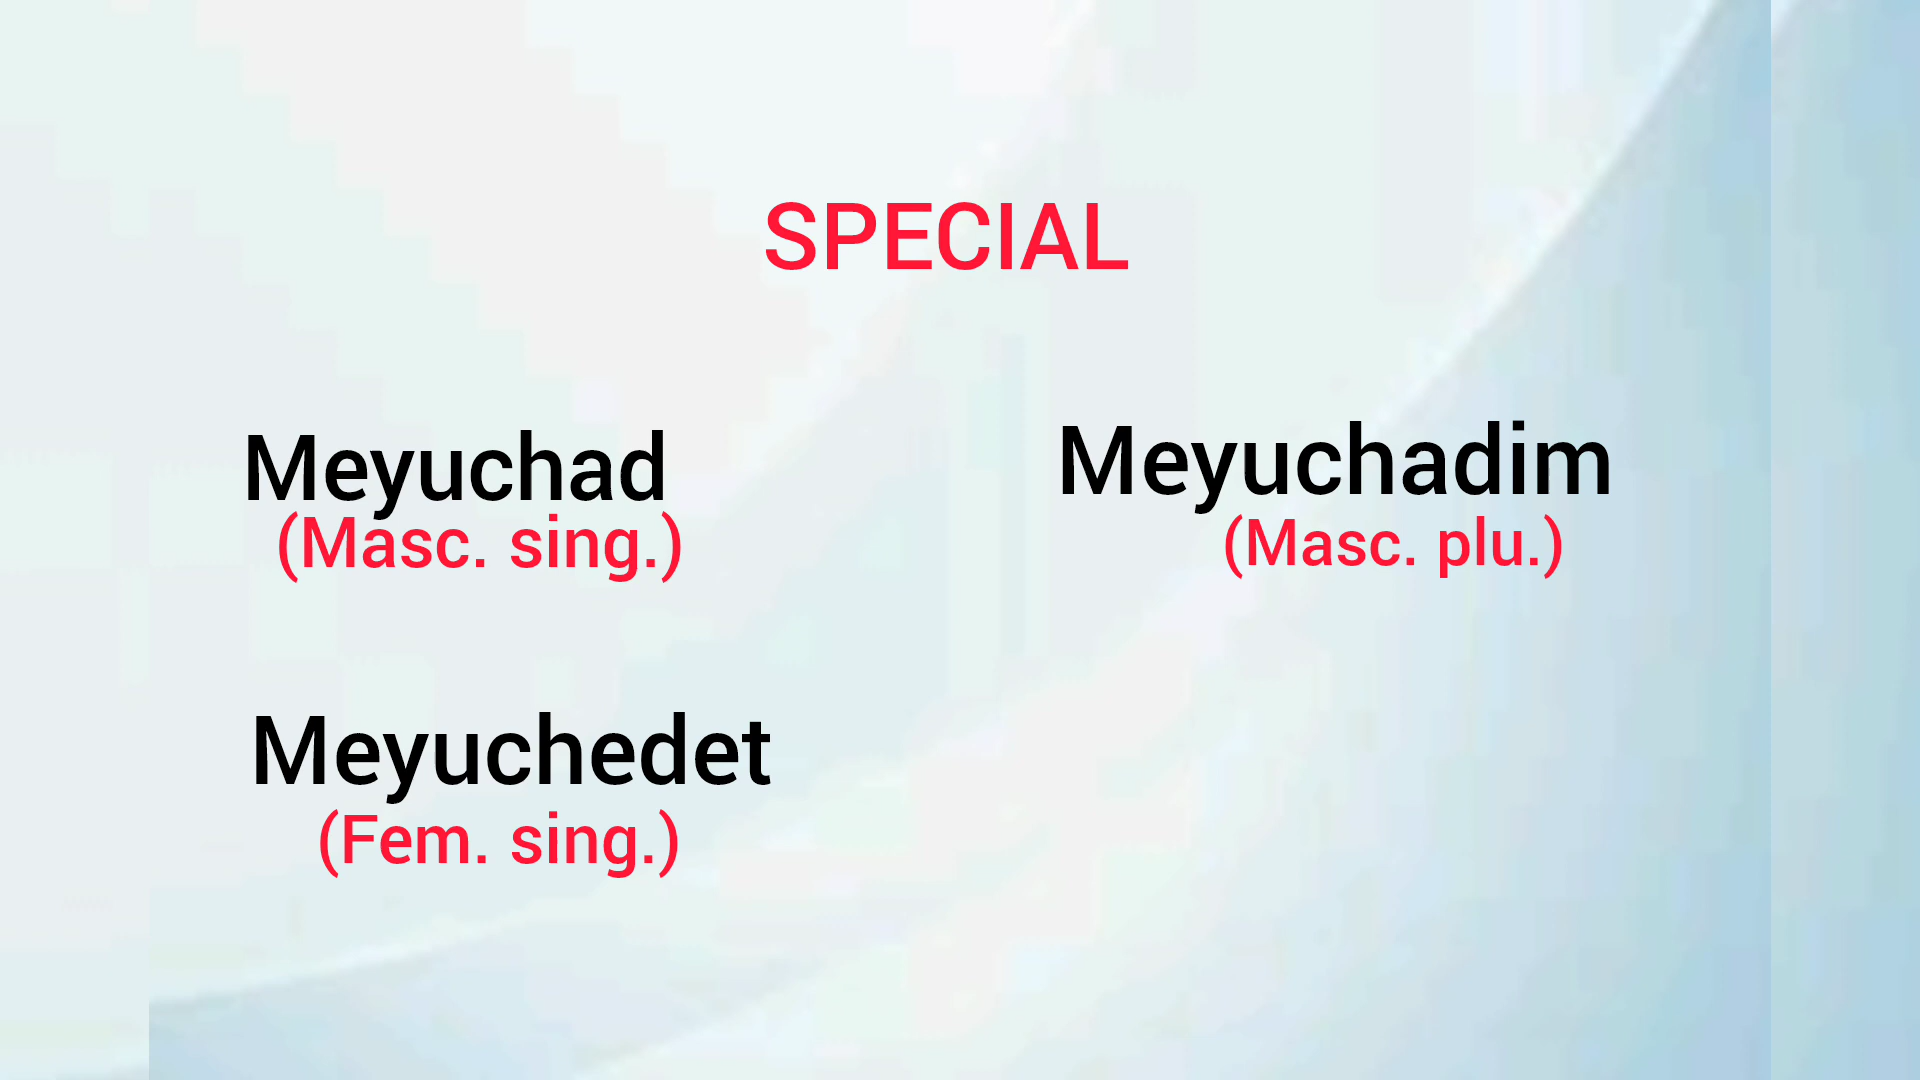 SPECIAL
Meyuchad
(Masc. sing.)
Meyuchadim
(Masc. plu.)
Meyuchedet
(Fem. sing.)